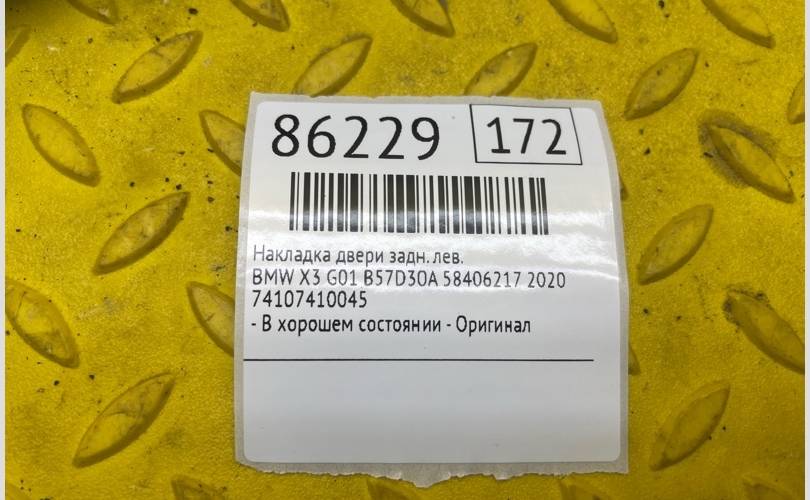 86229 172
Накладка двери задн. лев.
BMW X3 G01 B57D30A 58406217 2020
74107410045
- В хорошем состоянии - Оригинал